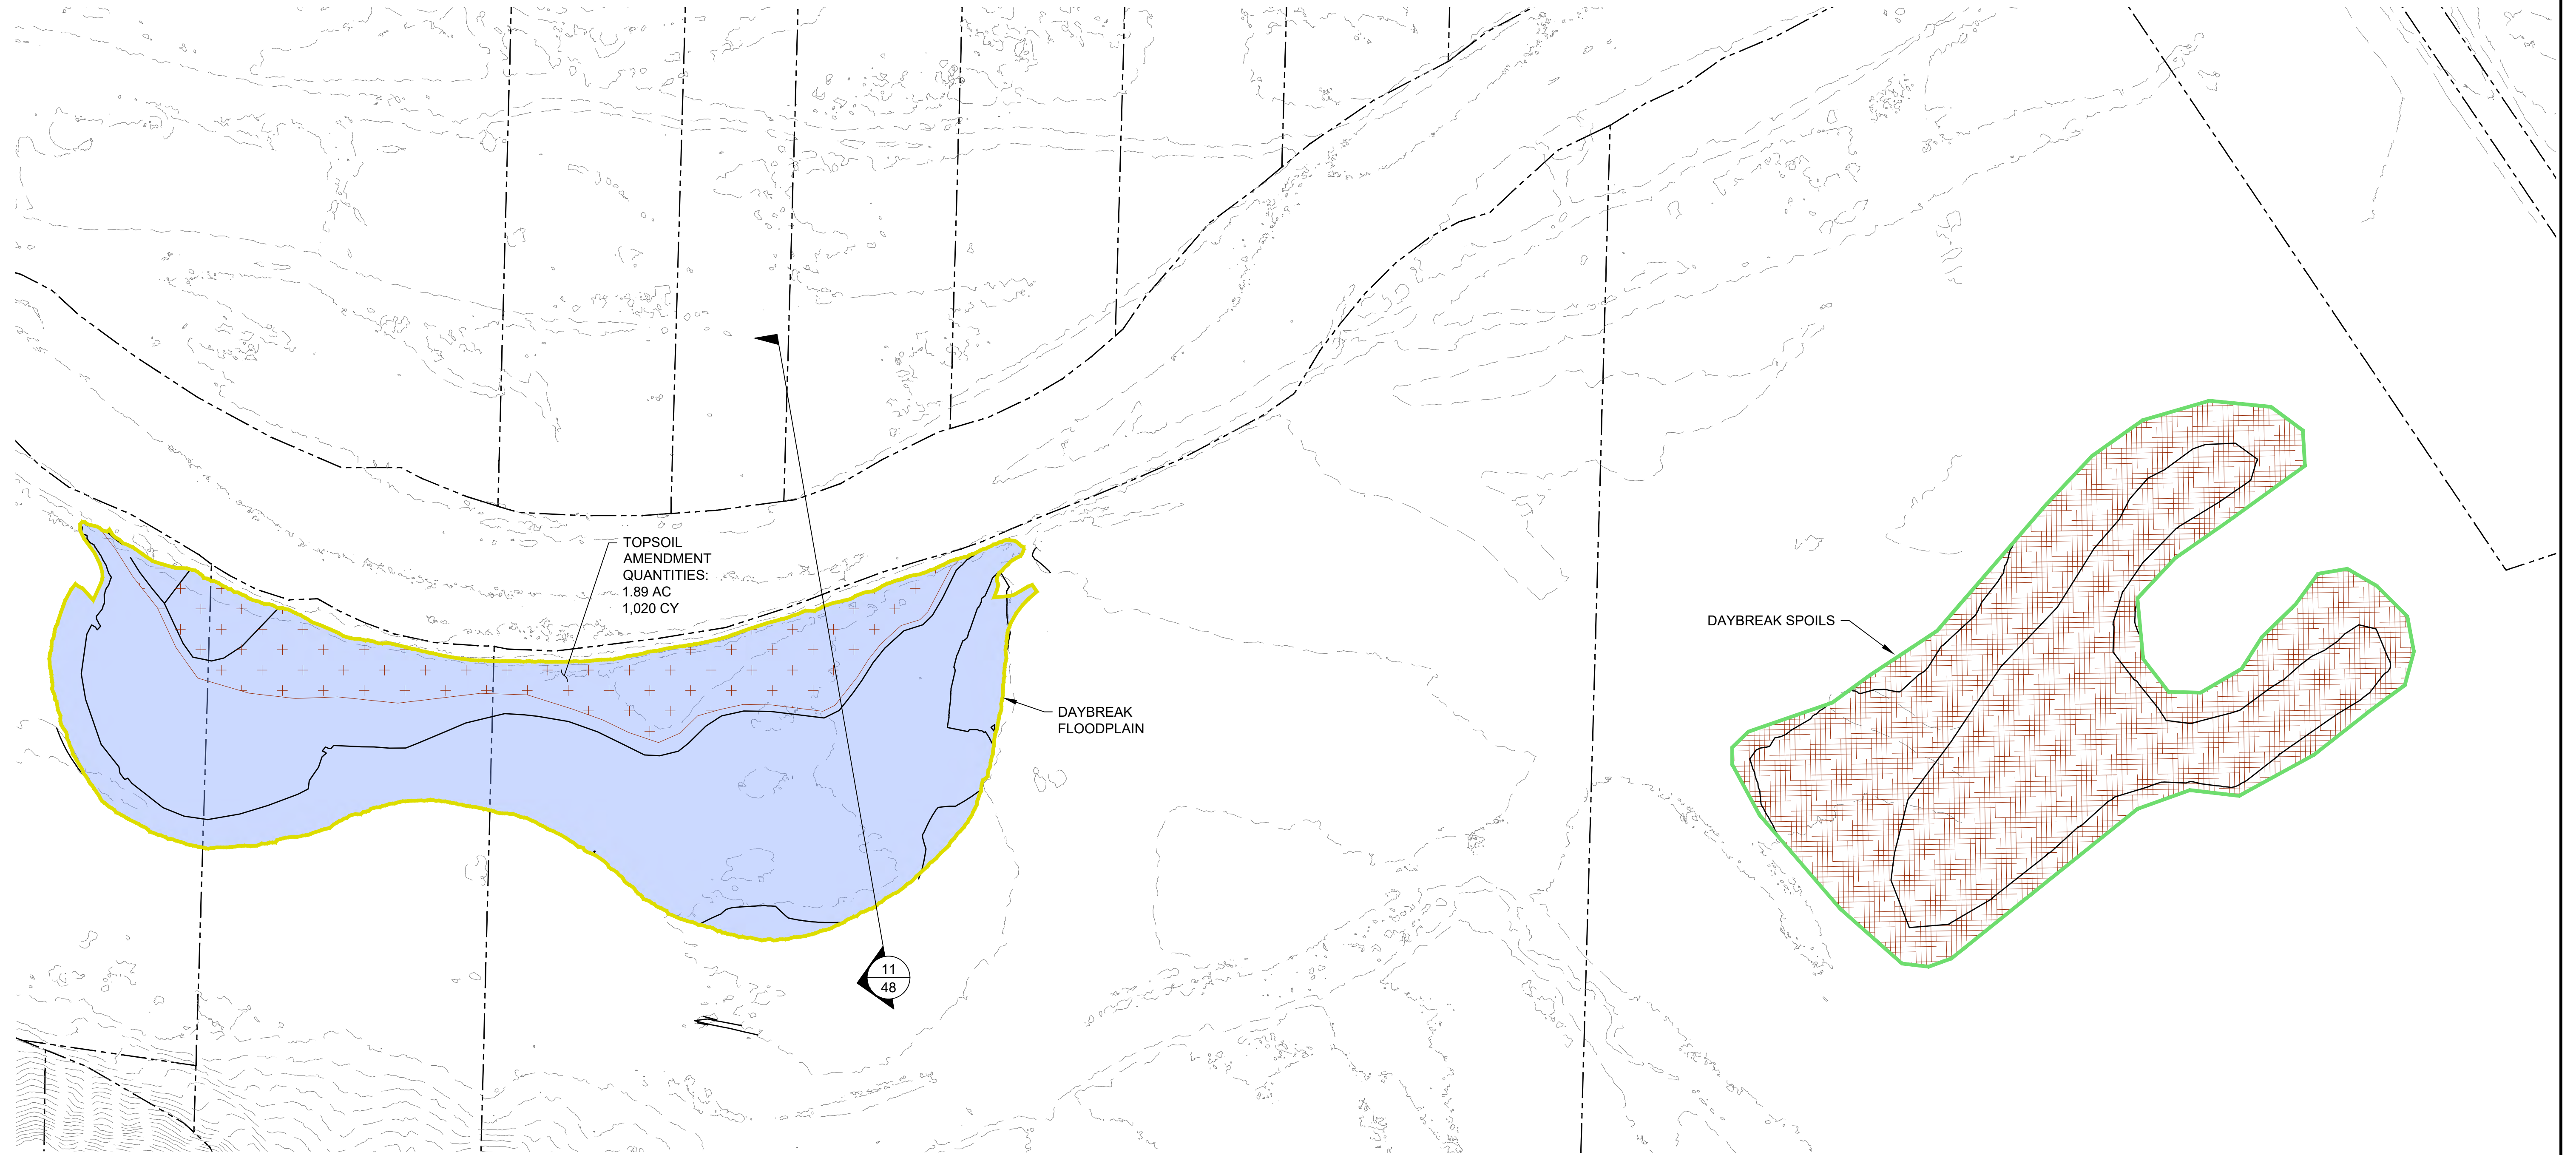 TOPSOIL
AMENDMENT
QUANTITIES:
1.89 AC
1,020 CY
DAYBREAK SPOILS
DAYBREAK
FLOODPLAIN
11
48